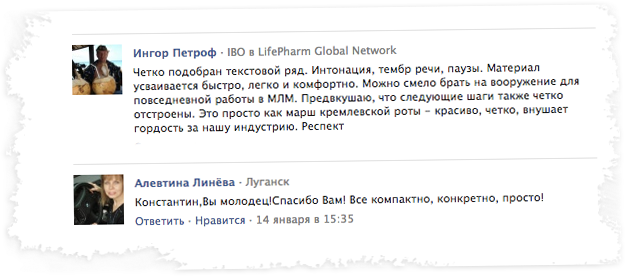 Ингор Петроф · IBO в LifePharm Global Network
Четко подобран текстовой ряд. Интонация, тембр речи, паузы. Материал
усваивается быстро, легко и комфортно. Можно смело брать на вооружение для
повседневной работы в МЛМ. Предвкушаю, что следующие шаги также четко
отстроены. Это просто как марш кремлевской роты – красиво, четко, внушает
гордость за нашу индустрию. Респект
Алевтина Линёва · Луганск
Константин,Вы молодец!Спасибо Вам! Все компактно, конкретно, просто!
Ответить · Нравится · 14 января в 15:35